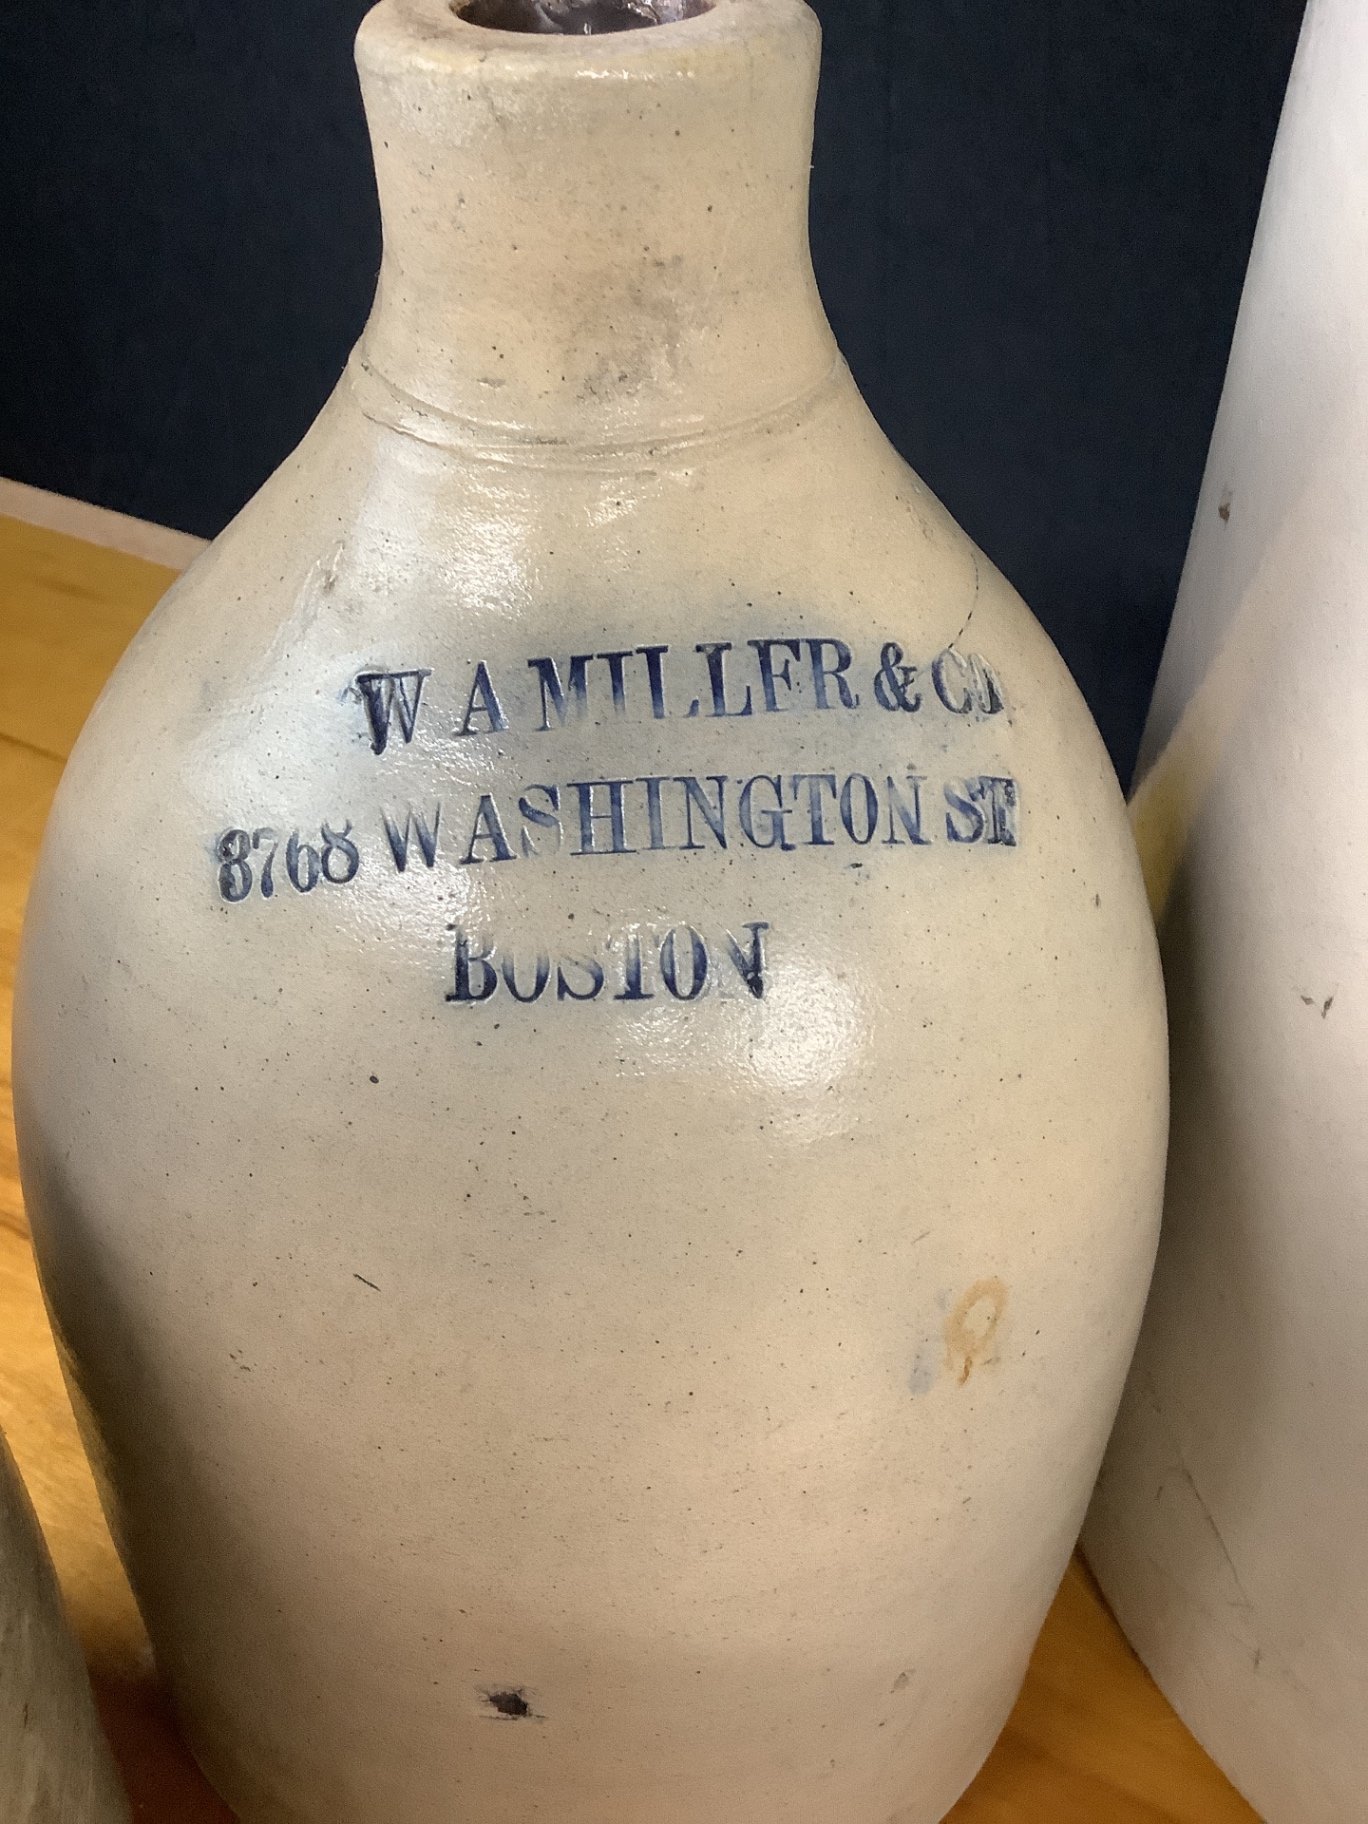 W A MILLER & CO
3768 WASHINGTON ST
BOSTON